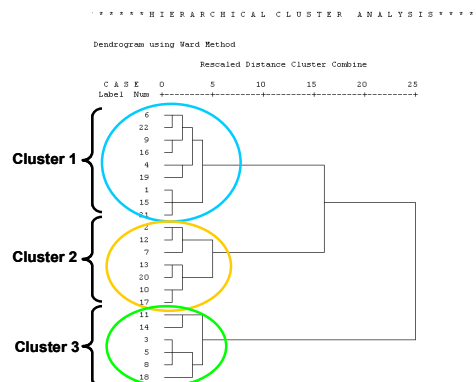 * * * * * H I E R A R C H I C A L   C L U S T E R   A N A L Y S I S * * * *
Dendrogram using Ward Method
Rescaled Distance Cluster Combine
C A S E 0 5 10 15 20 25
Label Num +---------+---------+---------+---------+---------+
6
22
9
Cluster 1 16
4
19
1
15
21
2
12
Cluster 2 7
13
20
10
17
11
14
Cluster 3 3
5
8
18